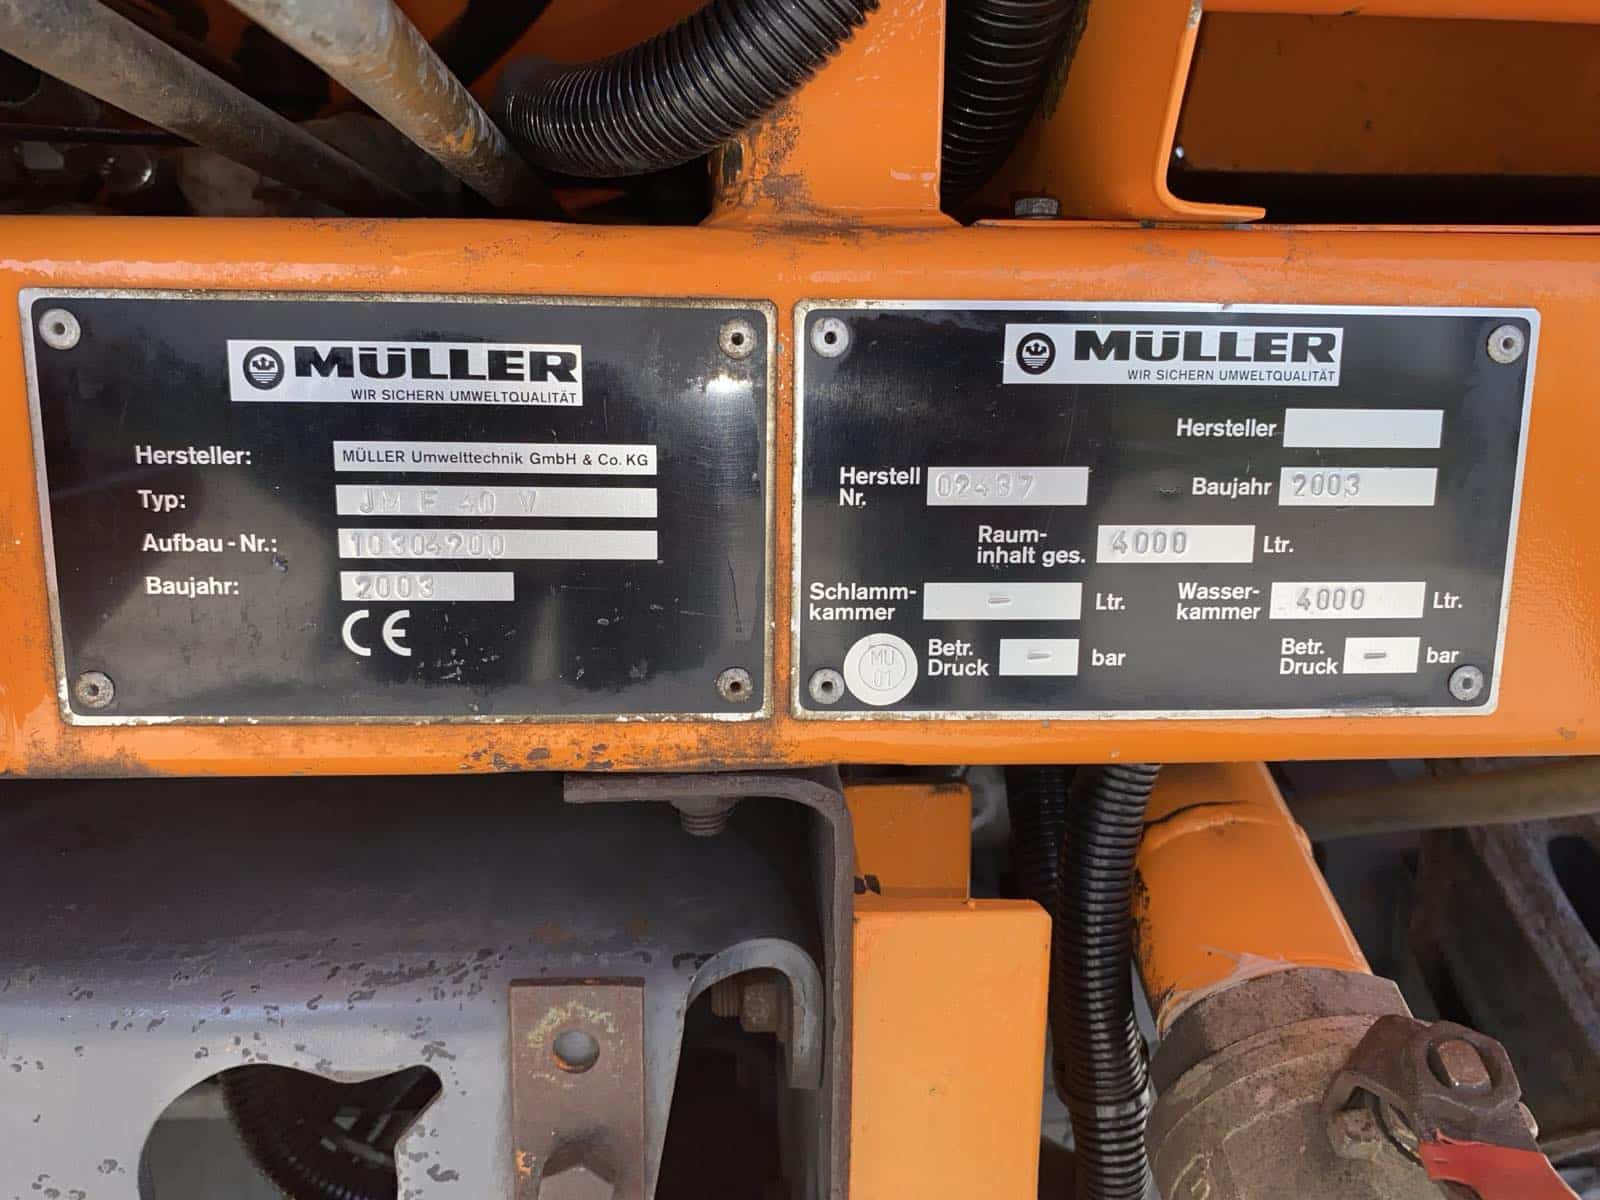 MÜLLER
WIR SICHERN UMWELTQUALITÄT
Hersteller: MÜLLER Umwelttechnik GmbH & Co. KG
Typ: JM F 40 V
Aufbau-Nr.: 10304900
Baujahr: 2003
CE
MÜLLER
WIR SICHERN UMWELTQUALITÄT
Hersteller
Herstell Nr. 02437 Baujahr 2003
Raum-
inhalt ges. 4000 Ltr.
Schlamm-
kammer - Ltr.
Wasser-
kammer 4000 Ltr.
MU
01
Betr.
Druck - bar
Betr.
Druck - bar